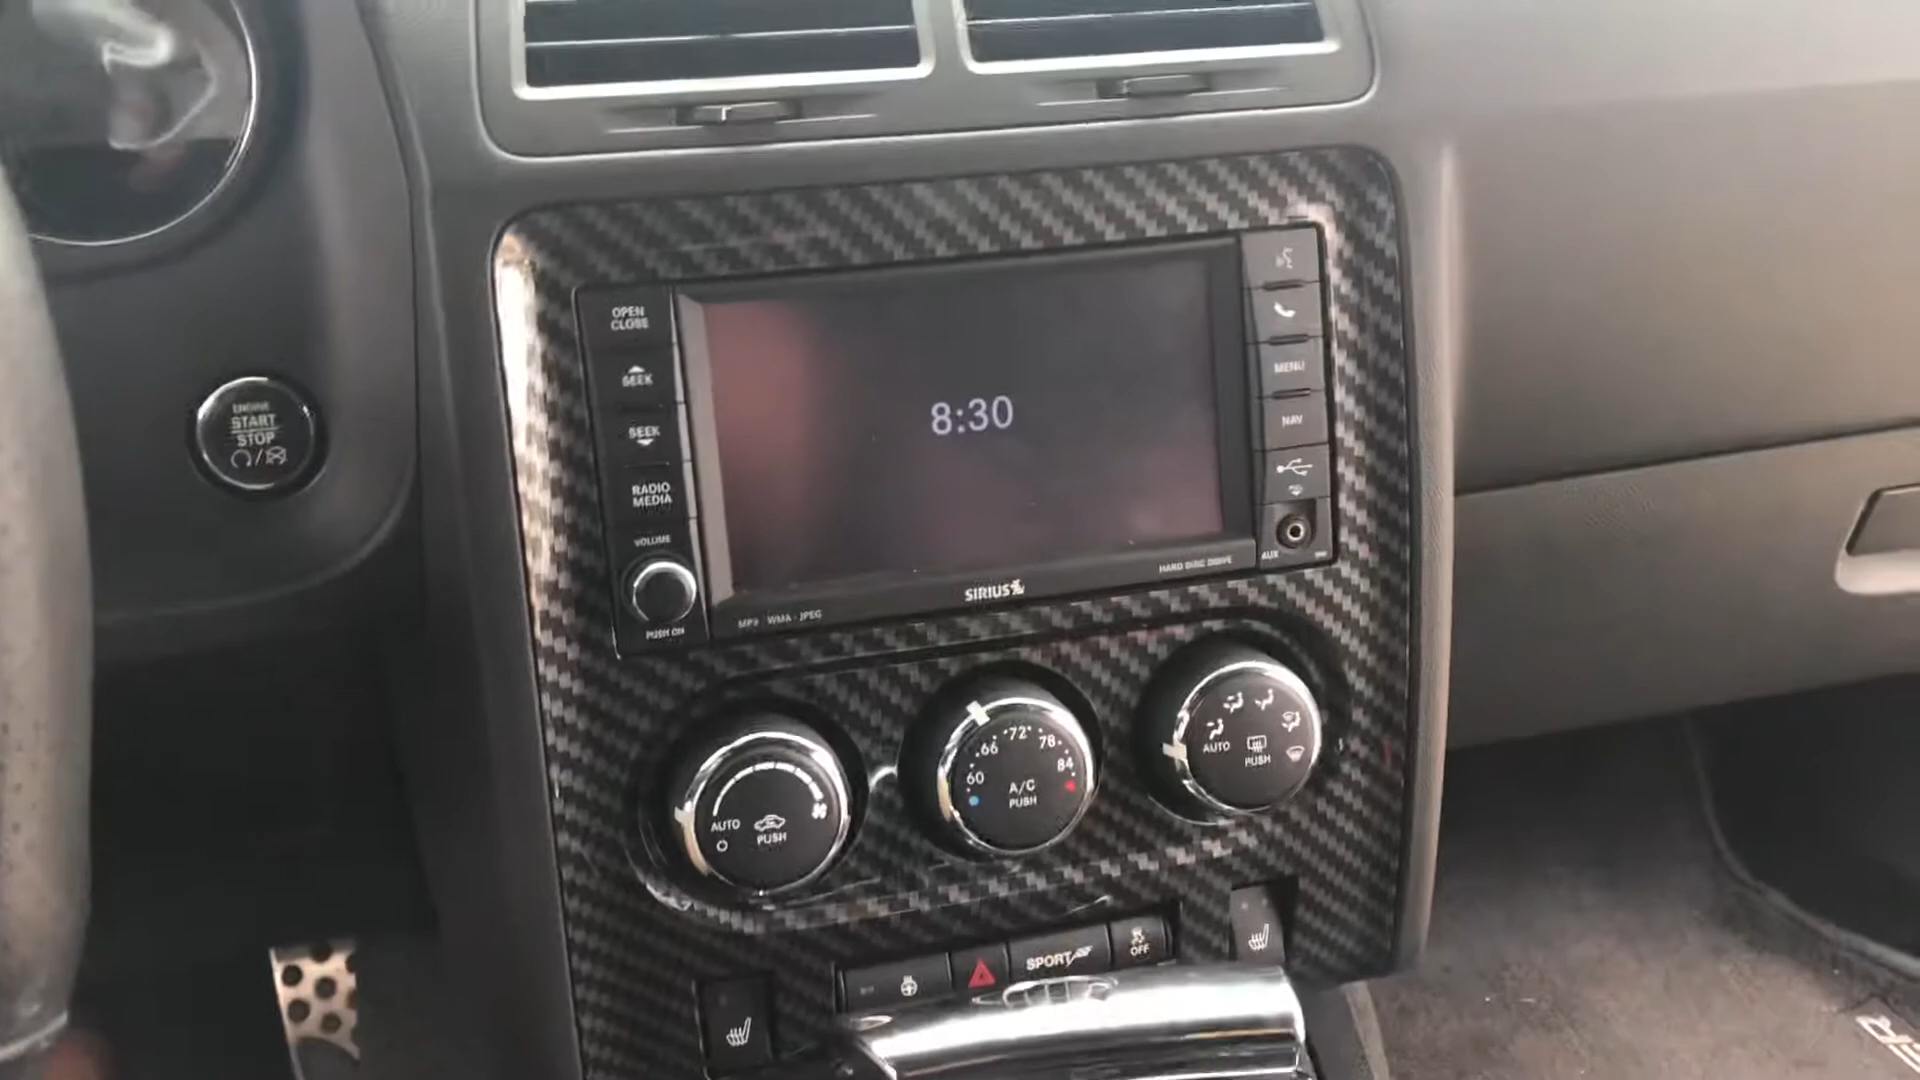 OPEN
CLOSE
SEEK
SEEK
RADIO
MEDIA
VOLUME
PUSH ON
8:30
MENU
NAV
AUX
MP3 · WMA · JPEG
SIRIUS
HARD DISC DRIVE
ENGINE
START
STOP
AUTO
PUSH
60
66
72
78
84
A/C
PUSH
AUTO
PUSH
SPORT
OFF